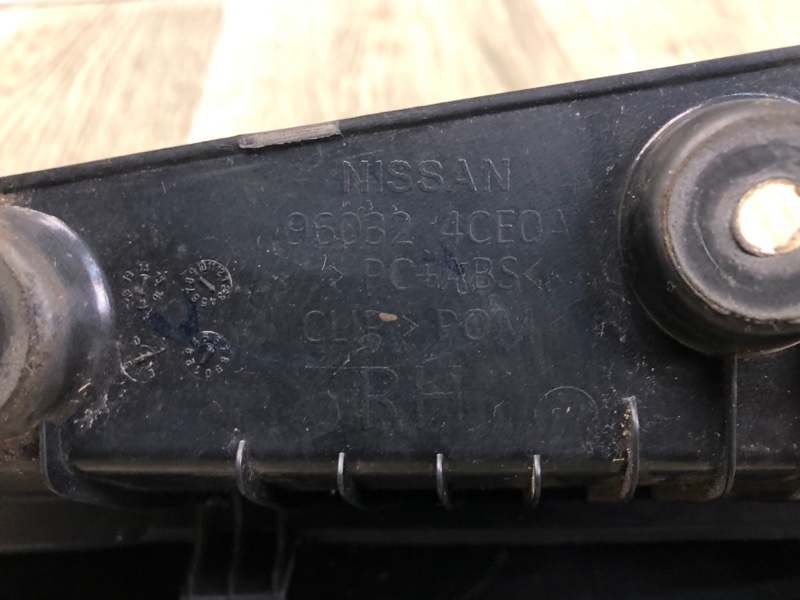 NISSAN
96032 4CE0A
>PC+ABS<
CLIP >POM
RH